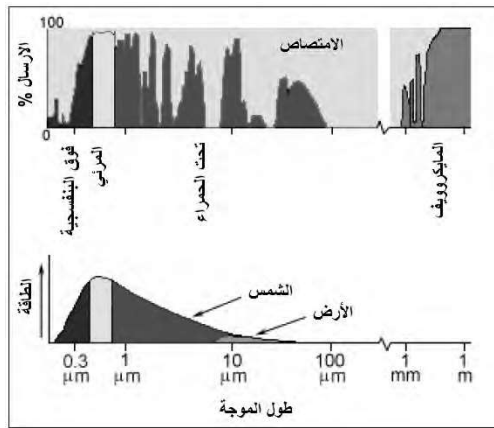 100
الامتصاص
الارسال %
0
فوق البنفسجية
المرئي
تحت الحمراء
المايكروويف
الطاقة
الشمس
الأرض
0.3 1 10 100 1 1
μm μm μm μm mm m
طول الموجة